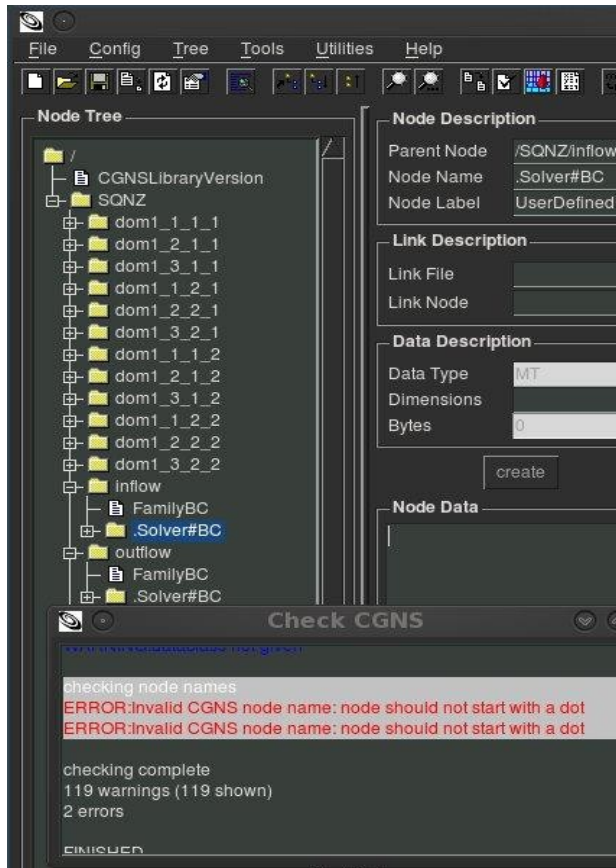 File Config Tree Tools Utilities Help
Node Tree
/
CGNSLibraryVersion
SQNZ
dom1_1_1_1
dom1_2_1_1
dom1_3_1_1
dom1_1_2_1
dom1_2_2_1
dom1_3_2_1
dom1_1_1_2
dom1_2_1_2
dom1_3_1_2
dom1_1_2_2
dom1_2_2_2
dom1_3_2_2
inflow
FamilyBC
.Solver#BC
outflow
FamilyBC
.Solver#BC
Node Description
Parent Node /SQNZ/inflow
Node Name .Solver#BC
Node Label UserDefined
Link Description
Link File
Link Node
Data Description
Data Type MT
Dimensions
Bytes 0
create
Node Data
Check CGNS
checking node names
ERROR:Invalid CGNS node name: node should not start with a dot
ERROR:Invalid CGNS node name: node should not start with a dot
checking complete
119 warnings (119 shown)
2 errors
FINISHED